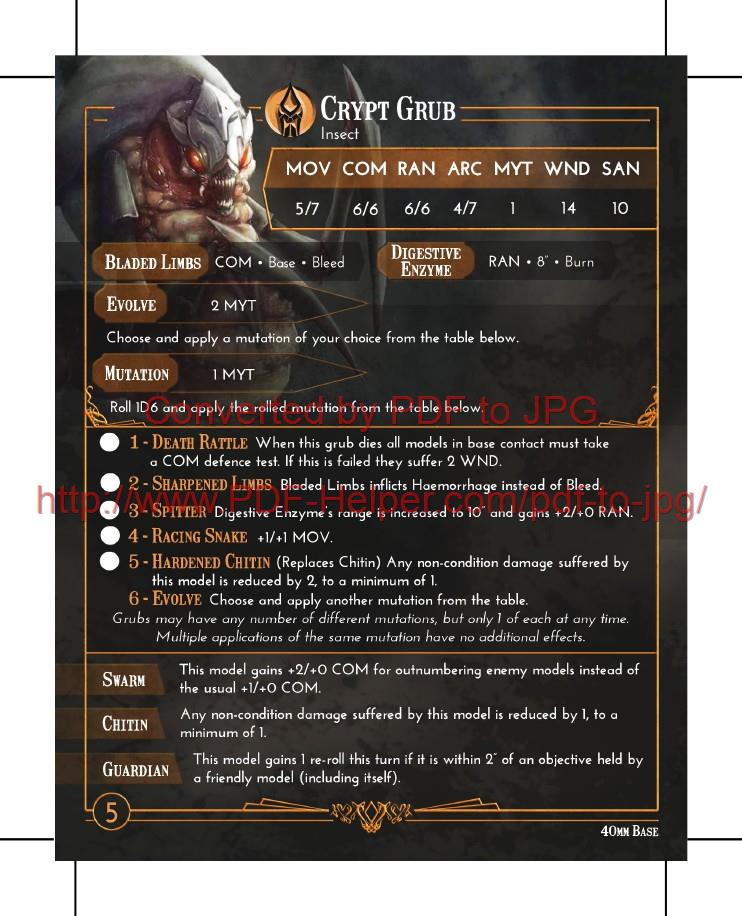 CRYPT GRUB
Insect
MOV COM RAN ARC MYT WND SAN
5/7 6/6 6/6 4/7 1 14 10
BLADED LIMBS COM • Base • Bleed
DIGESTIVE ENZYME RAN • 8" • Burn
EVOLVE 2 MYT
Choose and apply a mutation of your choice from the table below.
MUTATION 1 MYT
Roll 1D6 and apply the rolled mutation from the table below.
Converted by PDF to JPG
1 - DEATH RATTLE When this grub dies all models in base contact must take
a COM defence test. If this is failed they suffer 2 WND.
2 - SHARPENED LIMBS Bladed Limbs inflicts Haemorrhage instead of Bleed.
http://www.PDF-Helper.com/pdf-to-jpg/
3 - SPITTER Digestive Enzyme's range is increased to 10" and gains +2/+0 RAN.
4 - RACING SNAKE +1/+1 MOV.
5 - HARDENED CHITIN (Replaces Chitin) Any non-condition damage suffered by
this model is reduced by 2, to a minimum of 1.
6 - EVOLVE Choose and apply another mutation from the table.
Grubs may have any number of different mutations, but only 1 of each at any time.
Multiple applications of the same mutation have no additional effects.
SWARM This model gains +2/+0 COM for outnumbering enemy models instead of
the usual +1/+0 COM.
CHITIN Any non-condition damage suffered by this model is reduced by 1, to a
minimum of 1.
GUARDIAN This model gains 1 re-roll this turn if it is within 2" of an objective held by
a friendly model (including itself).
5
40MM BASE